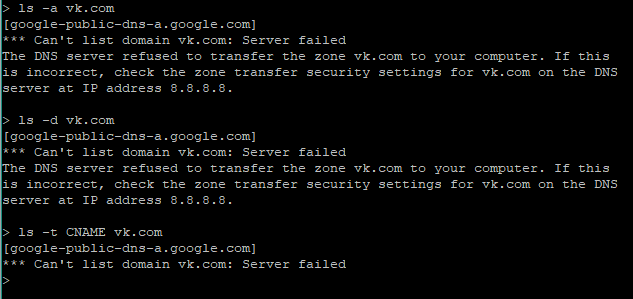 > ls -a vk.com
[google-public-dns-a.google.com]
*** Can't list domain vk.com: Server failed
The DNS server refused to transfer the zone vk.com to your computer. If this
is incorrect, check the zone transfer security settings for vk.com on the DNS
server at IP address 8.8.8.8.
> ls -d vk.com
[google-public-dns-a.google.com]
*** Can't list domain vk.com: Server failed
The DNS server refused to transfer the zone vk.com to your computer. If this
is incorrect, check the zone transfer security settings for vk.com on the DNS
server at IP address 8.8.8.8.
> ls -t CNAME vk.com
[google-public-dns-a.google.com]
*** Can't list domain vk.com: Server failed
>